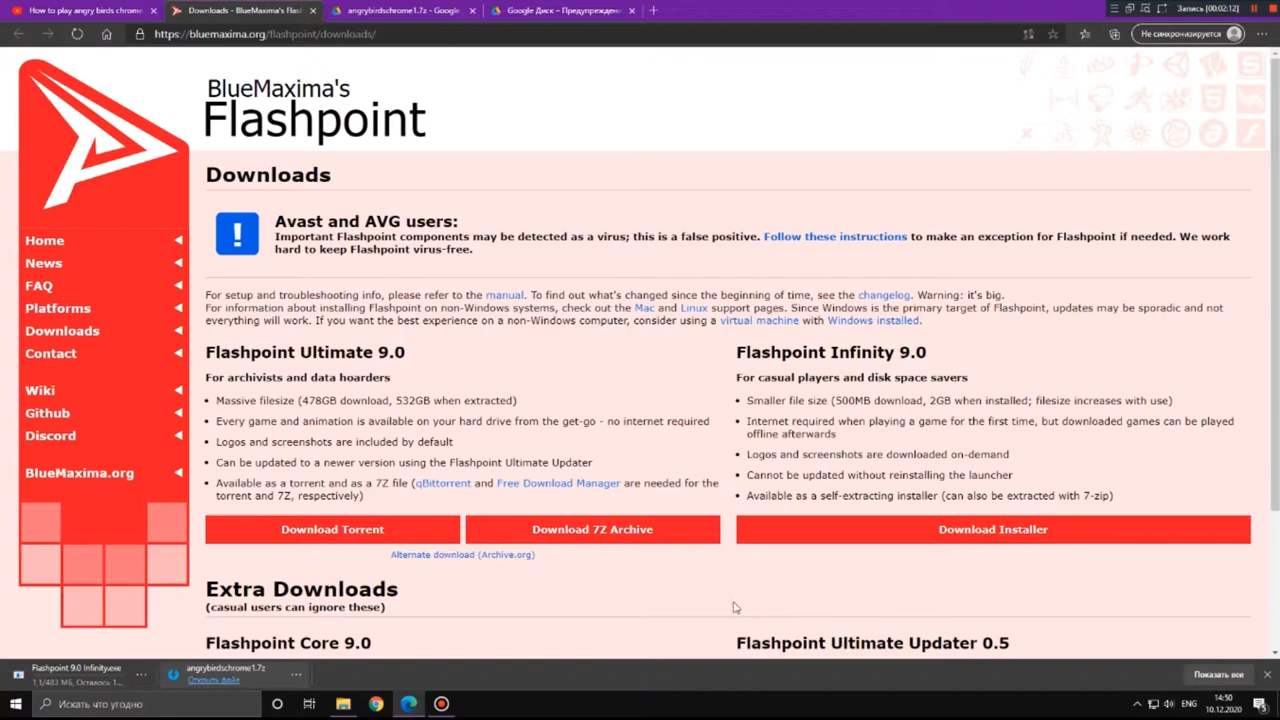 How to play angry birds chrome
Downloads - BlueMaxima's Flas
angrybirdschrome1.7z - Google
Google Диск – Предупрежден
Запись [00:02:12]
https://bluemaxima.org/flashpoint/downloads/
Не синхронизируется
BlueMaxima's
Flashpoint
Home
News
FAQ
Platforms
Downloads
Contact
Wiki
Github
Discord
BlueMaxima.org
Downloads
Avast and AVG users:
Important Flashpoint components may be detected as a virus; this is a false positive. Follow these instructions to make an exception for Flashpoint if needed. We work
hard to keep Flashpoint virus-free.
For setup and troubleshooting info, please refer to the manual. To find out what's changed since the beginning of time, see the changelog. Warning: it's big.
For information about installing Flashpoint on non-Windows systems, check out the Mac and Linux support pages. Since Windows is the primary target of Flashpoint, updates may be sporadic and not
everything will work. If you want the best experience on a non-Windows computer, consider using a virtual machine with Windows installed.
Flashpoint Ultimate 9.0
For archivists and data hoarders
• Massive filesize (478GB download, 532GB when extracted)
• Every game and animation is available on your hard drive from the get-go - no internet required
• Logos and screenshots are included by default
• Can be updated to a newer version using the Flashpoint Ultimate Updater
• Available as a torrent and as a 7Z file (qBittorrent and Free Download Manager are needed for the
torrent and 7Z, respectively)
Download Torrent
Download 7Z Archive
Alternate download (Archive.org)
Flashpoint Infinity 9.0
For casual players and disk space savers
• Smaller file size (500MB download, 2GB when installed; filesize increases with use)
• Internet required when playing a game for the first time, but downloaded games can be played
offline afterwards
• Logos and screenshots are downloaded on-demand
• Cannot be updated without reinstalling the launcher
• Available as a self-extracting installer (can also be extracted with 7-zip)
Download Installer
Extra Downloads
(casual users can ignore these)
Flashpoint Core 9.0
Flashpoint Ultimate Updater 0.5
Flashpoint 9.0 Infinity.exe
1,1/483 МБ, Осталось 1...
angrybirdschrome1.7z
Открыть файл
Показать все
Искать что угодно
ENG
14:50
10.12.2020
5